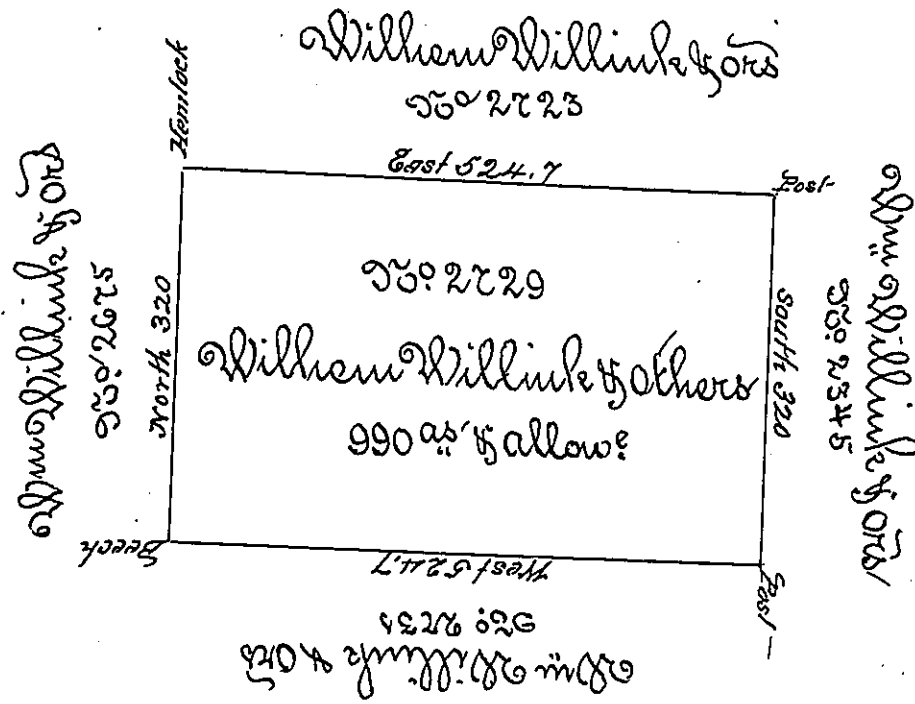 Wilhem Willink & ors
No 2723
Hemlock
East 524.7
Post
Wm Willink & ors
No 2675
North 320
No. 2729
Wilhem Willink & others
990 as & allowe
South 320
No. 2345
Wm Willink & ors
Beech
West 524.7
Post
No. 2731
Wm Willink & ors